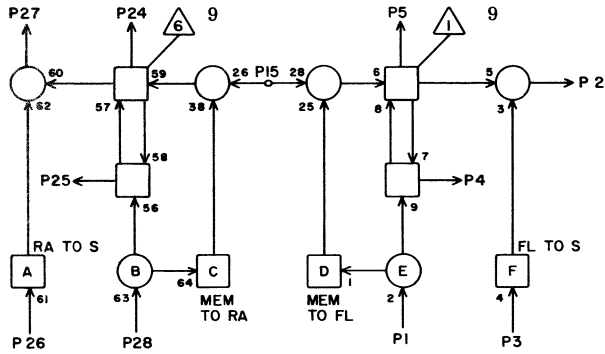 P27 P24 6 9 P5 1 9
60 59 26 P15 28 6 5 P2
62 57 38 25 8 3
58 7
P25 P4
56 9
RA TO S FL TO S
A B C D E F
61 63 64 1 2 4
MEM TO RA MEM TO FL
P26 P28 P1 P3